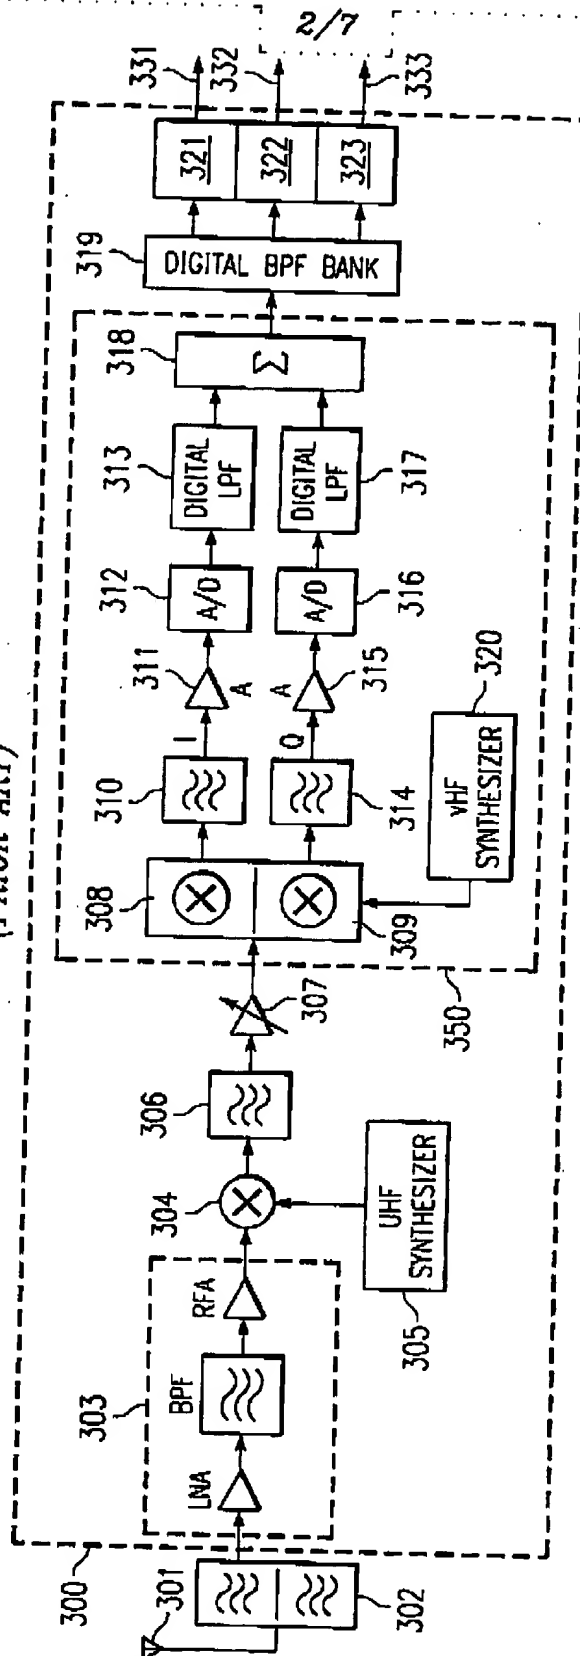 2/7
(PRIOR ART)
300
301
302
303
LNA
BPF
RFA
304
305
UHF
SYNTHESIZER
306
307
350
308
309
310
I
311
A
312
A/D
313
DIGITAL
LPF
314
Q
315
A
316
A/D
317
DIGITAL
LPF
318
Σ
320
VHF
SYNTHESIZER
319
DIGITAL BPF BANK
321
322
323
331
332
333